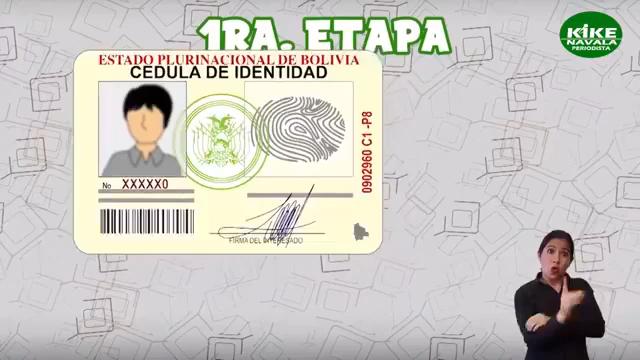 1RA. ETAPA
KIKE
NAVALA
PERIODISTA
ESTADO PLURINACIONAL DE BOLIVIA
CEDULA DE IDENTIDAD
No XXXXX0
0902960 C1 -P8
FIRMA DEL INTERESADO